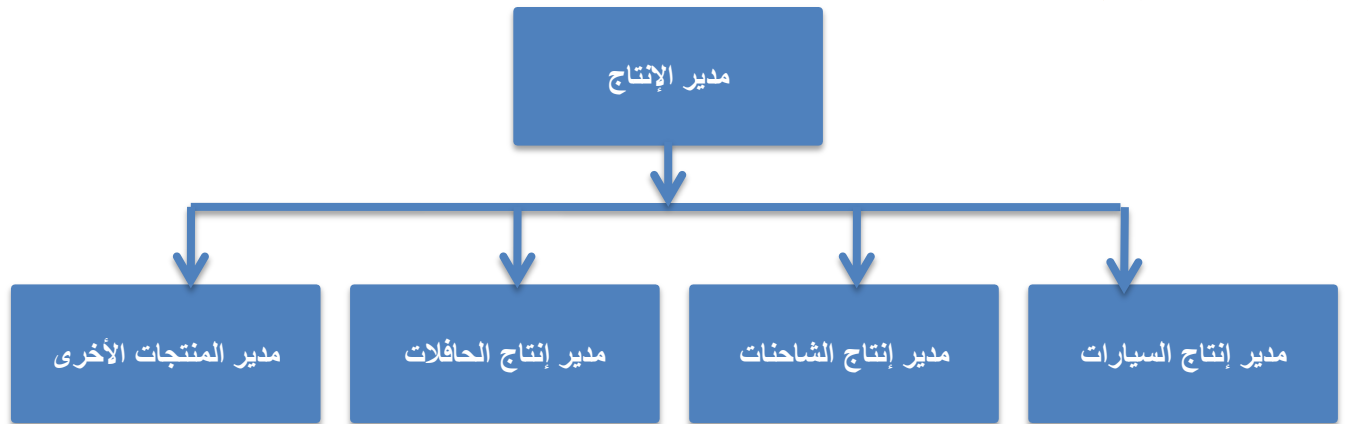 مدير الإنتاج
مدير إنتاج السيارات
مدير إنتاج الشاحنات
مدير إنتاج الحافلات
مدير المنتجات الأخرى